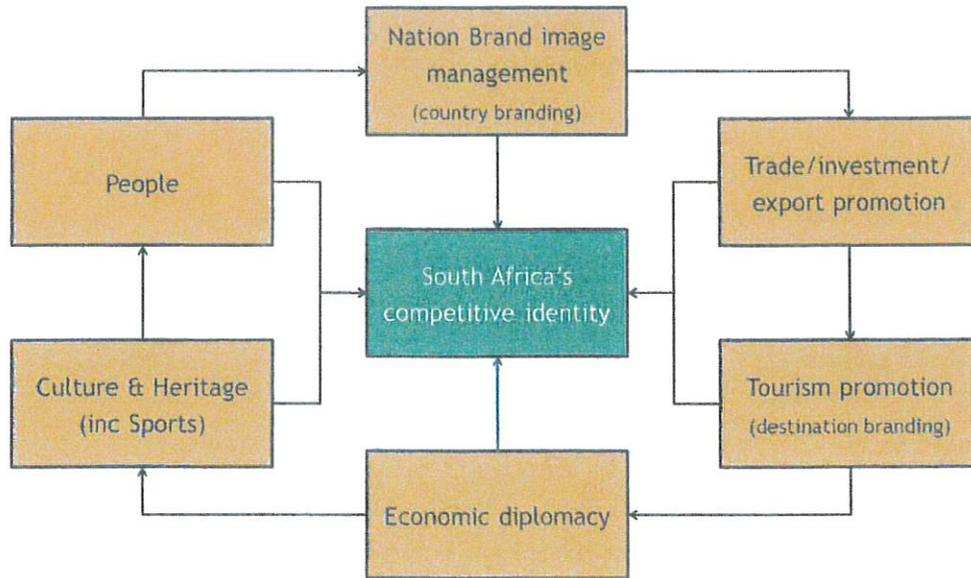 Nation Brand image
management
(country branding)
People
Trade/investment/
export promotion
South Africa's
competitive identity
Culture & Heritage
(inc Sports)
Tourism promotion
(destination branding)
Economic diplomacy